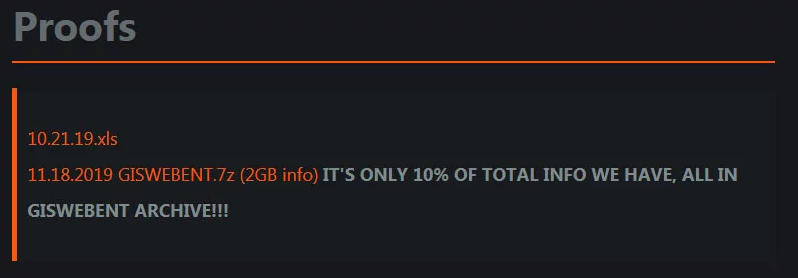 Proofs
10.21.19.xls
11.18.2019 GISWEBENT.7z (2GB info) IT'S ONLY 10% OF TOTAL INFO WE HAVE, ALL IN
GISWEBENT ARCHIVE!!!